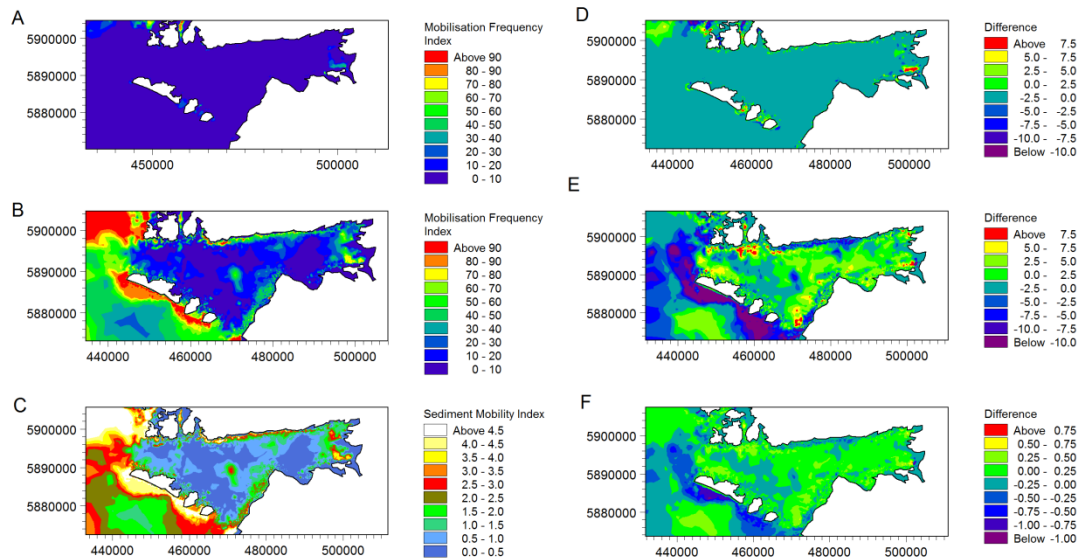 A
5900000
5890000
5880000
450000
500000
Mobilisation Frequency
Index
Above 90
80 - 90
70 - 80
60 - 70
50 - 60
40 - 50
30 - 40
20 - 30
10 - 20
0 - 10
D
5900000
5890000
5880000
440000
460000
480000
500000
Difference
Above 7.5
5.0 - 7.5
2.5 - 5.0
0.0 - 2.5
-2.5 - 0.0
-5.0 - -2.5
-7.5 - -5.0
-10.0 - -7.5
Below -10.0
B
5900000
5890000
5880000
440000
460000
480000
500000
Mobilisation Frequency
Index
Above 90
80 - 90
70 - 80
60 - 70
50 - 60
40 - 50
30 - 40
20 - 30
10 - 20
0 - 10
E
5900000
5890000
5880000
440000
460000
480000
500000
Difference
Above 7.5
5.0 - 7.5
2.5 - 5.0
0.0 - 2.5
-2.5 - 0.0
-5.0 - -2.5
-7.5 - -5.0
-10.0 - -7.5
Below -10.0
C
5900000
5890000
5880000
440000
460000
480000
500000
Sediment Mobility Index
Above 4.5
4.0 - 4.5
3.5 - 4.0
3.0 - 3.5
2.5 - 3.0
2.0 - 2.5
1.5 - 2.0
1.0 - 1.5
0.5 - 1.0
0.0 - 0.5
F
5900000
5890000
5880000
440000
460000
480000
500000
Difference
Above 0.75
0.50 - 0.75
0.25 - 0.50
0.00 - 0.25
-0.25 - 0.00
-0.50 - -0.25
-0.75 - -0.50
-1.00 - -0.75
Below -1.00